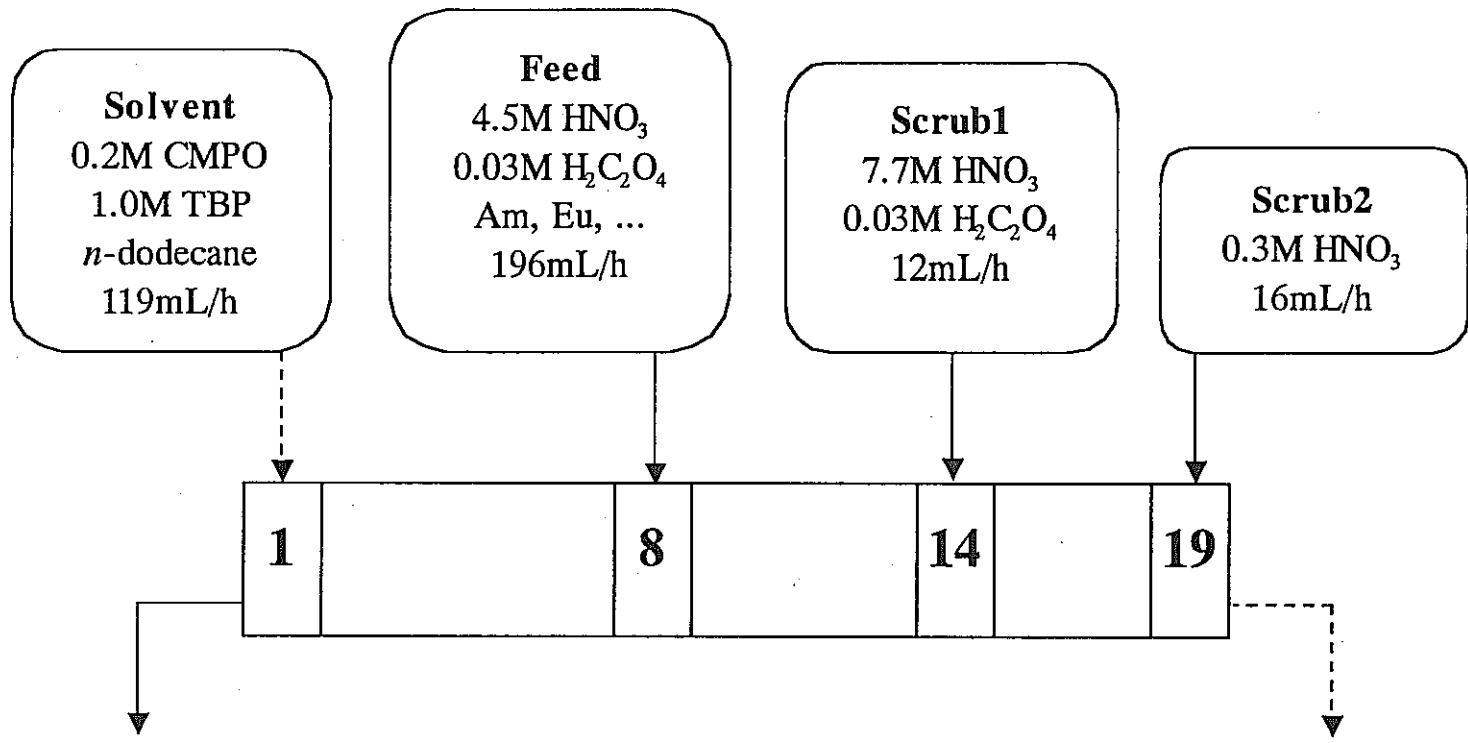 Solvent
0.2M CMPO
1.0M TBP
n-dodecane
119mL/h
Feed
4.5M HNO₃
0.03M H₂C₂O₄
Am, Eu, ...
196mL/h
Scrub1
7.7M HNO₃
0.03M H₂C₂O₄
12mL/h
Scrub2
0.3M HNO₃
16mL/h
1
8
14
19